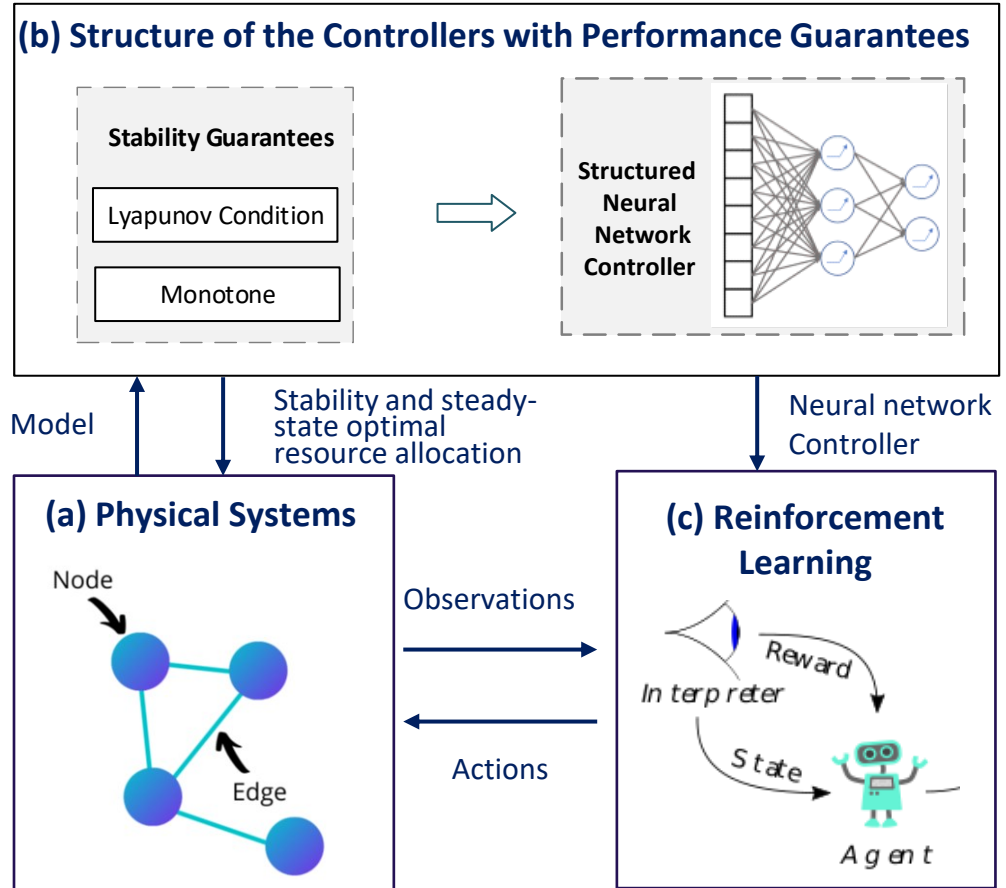 (b) Structure of the Controllers with Performance Guarantees
Stability Guarantees
Lyapunov Condition
Monotone
Structured
Neural
Network
Controller
Model
Stability and steady-
state optimal
resource allocation
Neural network
Controller
(a) Physical Systems
Node
Edge
Observations
Actions
(c) Reinforcement
Learning
Reward
Interpreter
State
Agent